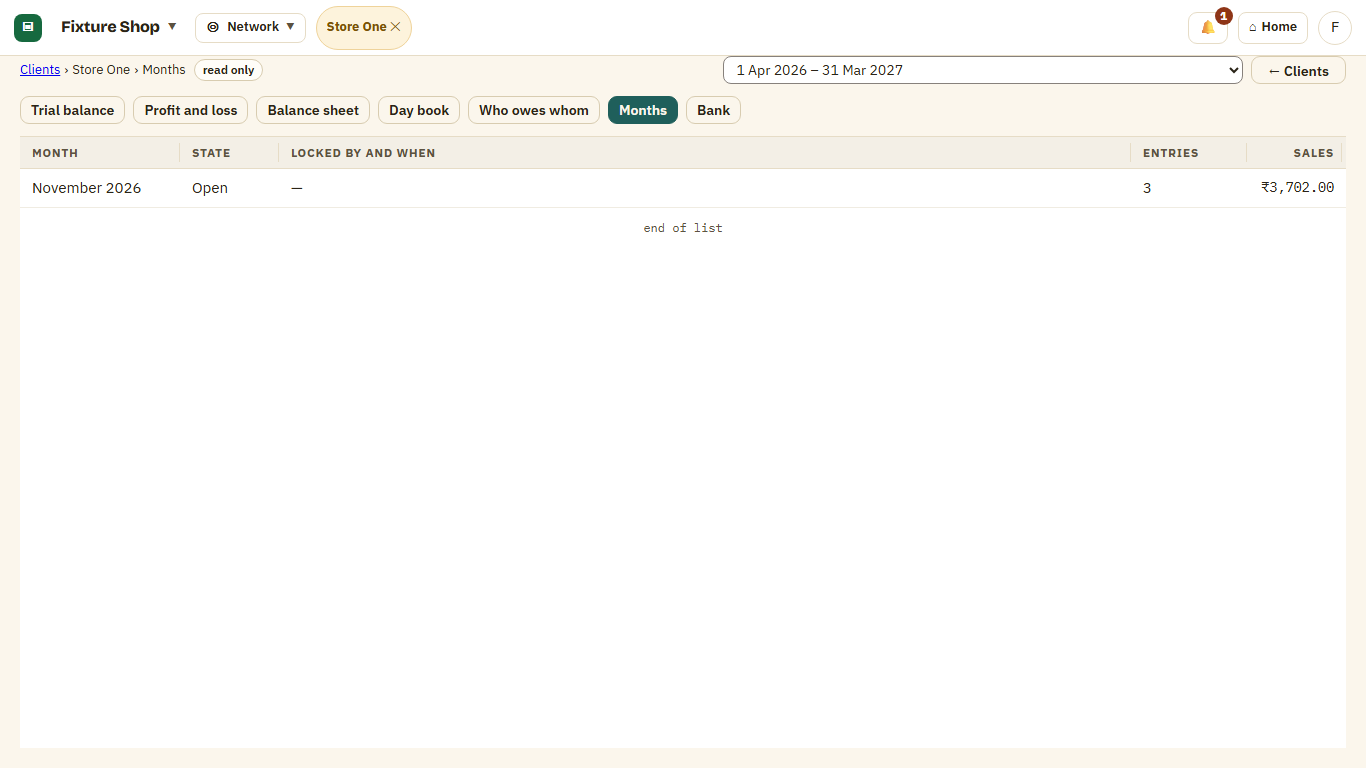 Fixture Shop ▼ Network ▼ Store One × 1 Home F
Clients › Store One › Months read only 1 Apr 2026 – 31 Mar 2027 ← Clients
Trial balance Profit and loss Balance sheet Day book Who owes whom Months Bank
MONTH STATE LOCKED BY AND WHEN ENTRIES SALES
November 2026 Open — 3 ₹3,702.00
end of list